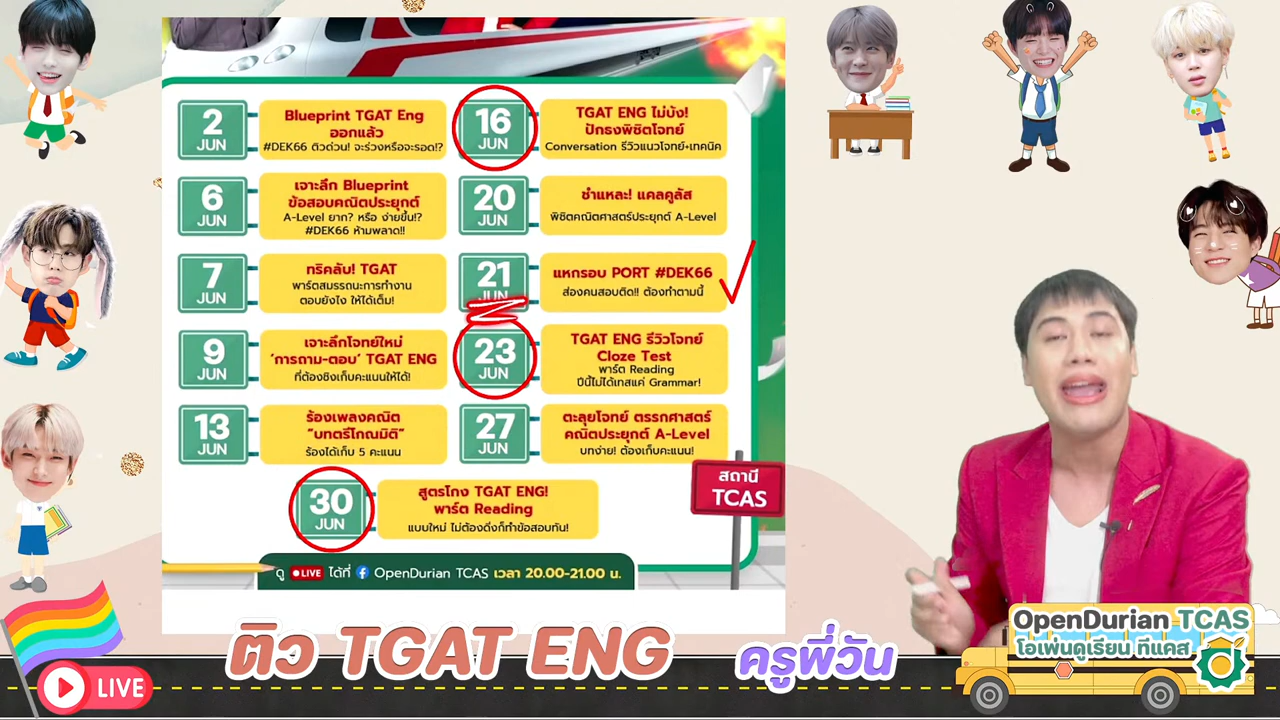 2
JUN
Blueprint TGAT Eng
ออกแล้ว
#DEK66 ติวด่วน! จะร่วงหรือจะรอด!?
16
JUN
TGAT ENG ไม่บ้ง!
ปักธงพิชิตโจทย์
Conversation รีวิวแนวโจทย์+เทคนิค
6
JUN
เจาะลึก Blueprint
ข้อสอบคณิตประยุกต์
A-Level ยาก? หรือ ง่ายขึ้น!?
#DEK66 ห้ามพลาด!!
20
JUN
ชำแหละ! แคลคูลัส
พิชิตคณิตศาสตร์ประยุกต์ A-Level
7
JUN
ทริคลับ! TGAT
พาร์ตสมรรถนะการทำงาน
ตอบยังไง ให้ได้เต็ม!
21
JUN
แหกรอบ PORT #DEK66
ส่องคนสอบติด!! ต้องทำตามนี้
9
JUN
เจาะลึกโจทย์ใหม่
‘การถาม-ตอบ’ TGAT ENG
ที่ต้องชิงเก็บคะแนนให้ได้!
23
JUN
TGAT ENG รีวิวโจทย์
Cloze Test
พาร์ต Reading
ปีนี้ไม่ได้เทสแค่ Grammar!
13
JUN
ร้องเพลงคณิต
“บทตรีโกณมิติ”
ร้องได้เก็บ 5 คะแนน
27
JUN
ตะลุยโจทย์ ตรรกศาสตร์
คณิตประยุกต์ A-Level
บทง่าย! ต้องเก็บคะแนน!
30
JUN
สูตรโกง TGAT ENG!
พาร์ต Reading
แบบใหม่ ไม่ต้องดิ่งก็ทำข้อสอบทัน!
สถานี
TCAS
ดู LIVE ได้ที่ OpenDurian TCAS เวลา 20.00-21.00 น.
ติว TGAT ENG
ครูพี่วัน
LIVE
OpenDurian TCAS
โอเพ่นดูเรียน ทีแคส